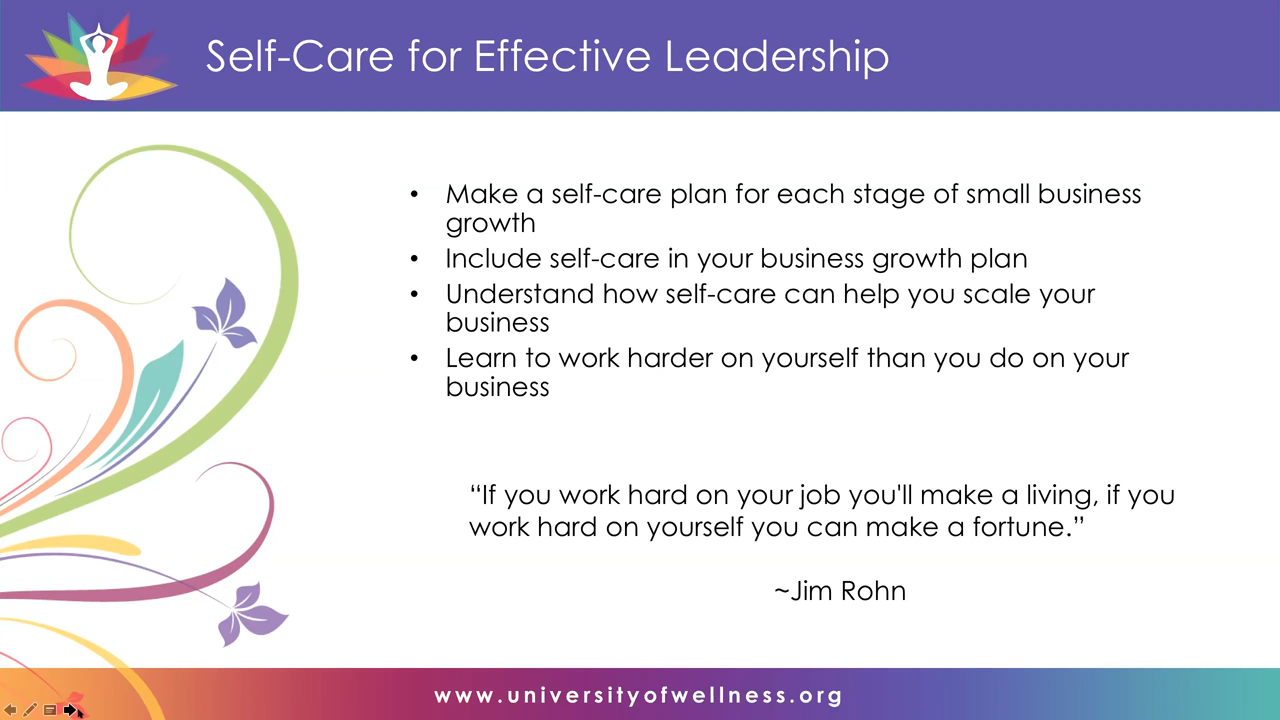 Self-Care for Effective Leadership
• Make a self-care plan for each stage of small business
growth
• Include self-care in your business growth plan
• Understand how self-care can help you scale your
business
• Learn to work harder on yourself than you do on your
business
“If you work hard on your job you'll make a living, if you
work hard on yourself you can make a fortune.”
~Jim Rohn
www.universityofwellness.org